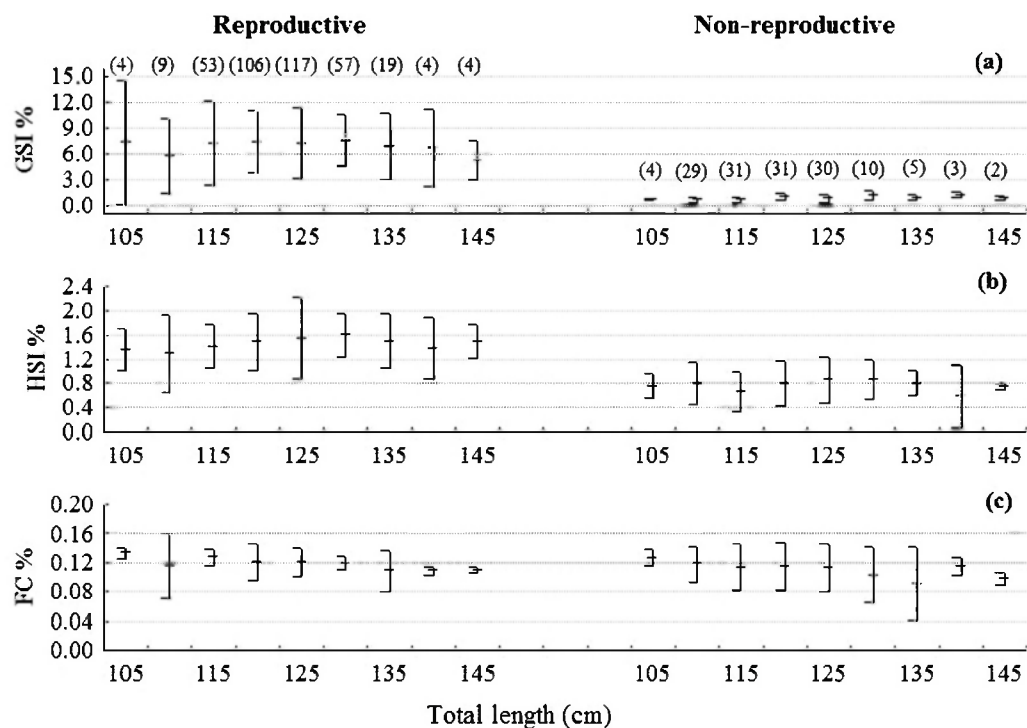 Reproductive Non-reproductive
(a)
(4) (9) (53) (106) (117) (57) (19) (4) (4)
15.0
12.0
9.0
6.0
3.0
0.0
GSI %
(4) (29) (31) (31) (30) (10) (5) (3) (2)
105 115 125 135 145 105 115 125 135 145
(b)
2.4
2.0
1.6
1.2
0.8
0.4
0.0
HSI %
105 115 125 135 145 105 115 125 135 145
(c)
0.20
0.16
0.12
0.08
0.04
0.00
FC %
105 115 125 135 145 105 115 125 135 145
Total length (cm)